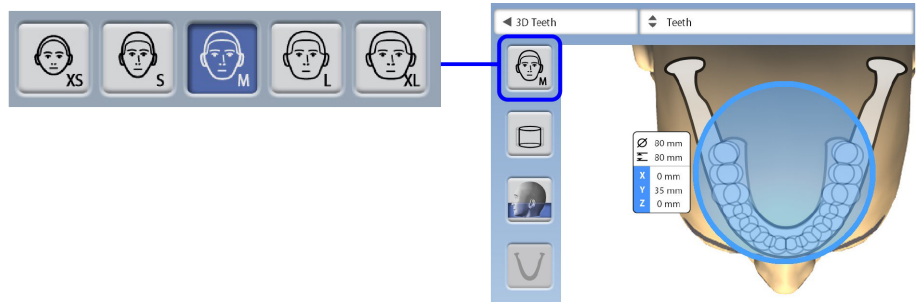 XS
S
M
L
XL
3D Teeth
Teeth
M
Ø 80 mm
80 mm
X 0 mm
Y 35 mm
Z 0 mm